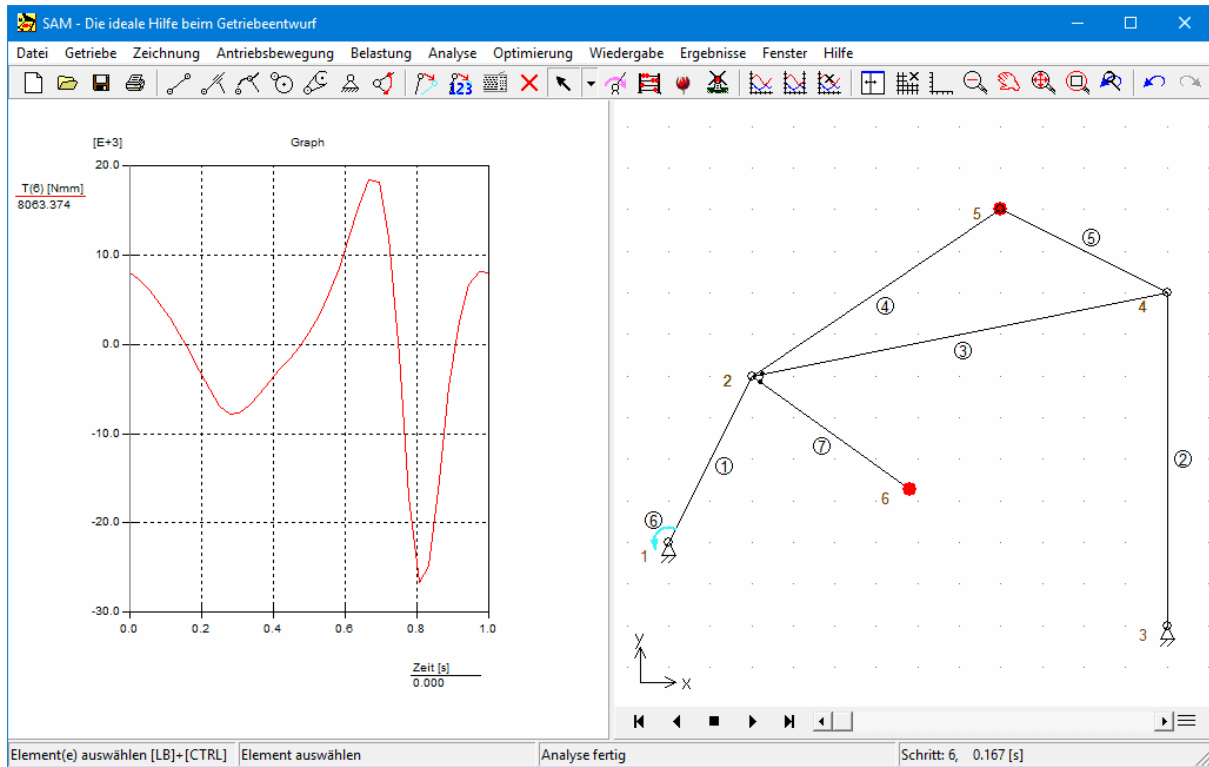 SAM - Die ideale Hilfe beim Getriebeentwurf
Datei Getriebe Zeichnung Antriebsbewegung Belastung Analyse Optimierung Wiedergabe Ergebnisse Fenster Hilfe
123
[E+3] Graph
T(6) [Nmm]
8063.374
20.0
10.0
0.0
-10.0
-20.0
-30.0
0.0 0.2 0.4 0.6 0.8 1.0
Zeit [s]
0.000
5
5
4
4
3
2
7
1
2
6
6
1
3
y
x
Element(e) auswählen [LB]+[CTRL] Element auswählen Analyse fertig Schritt: 6, 0.167 [s]